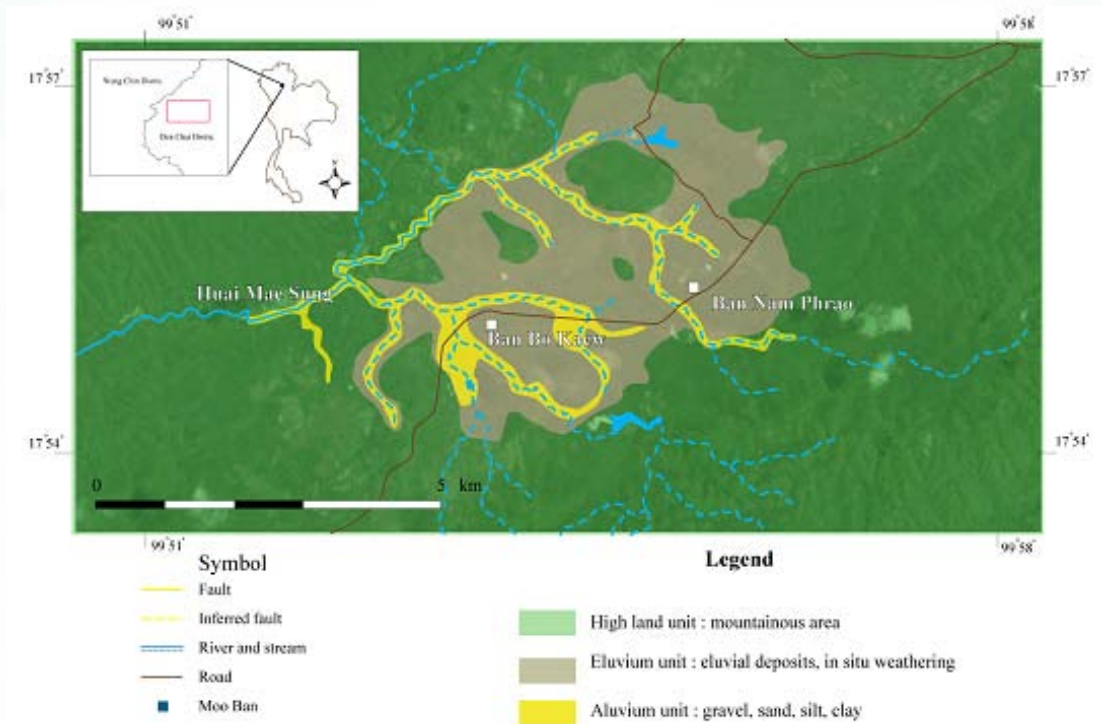 99°51' 99°58'
17°57' 17°57'
N
Huai Mae Sung
Ban Nam Phrao
Ban Bo Kaew
17°54' 17°54'
0 5 km
99°51' 99°58'
Symbol
Fault
Inferred fault
River and stream
Road
Moo Ban
Legend
High land unit : mountainous area
Eluvium unit : eluvial deposits, in situ weathering
Aluvium unit : gravel, sand, silt, clay